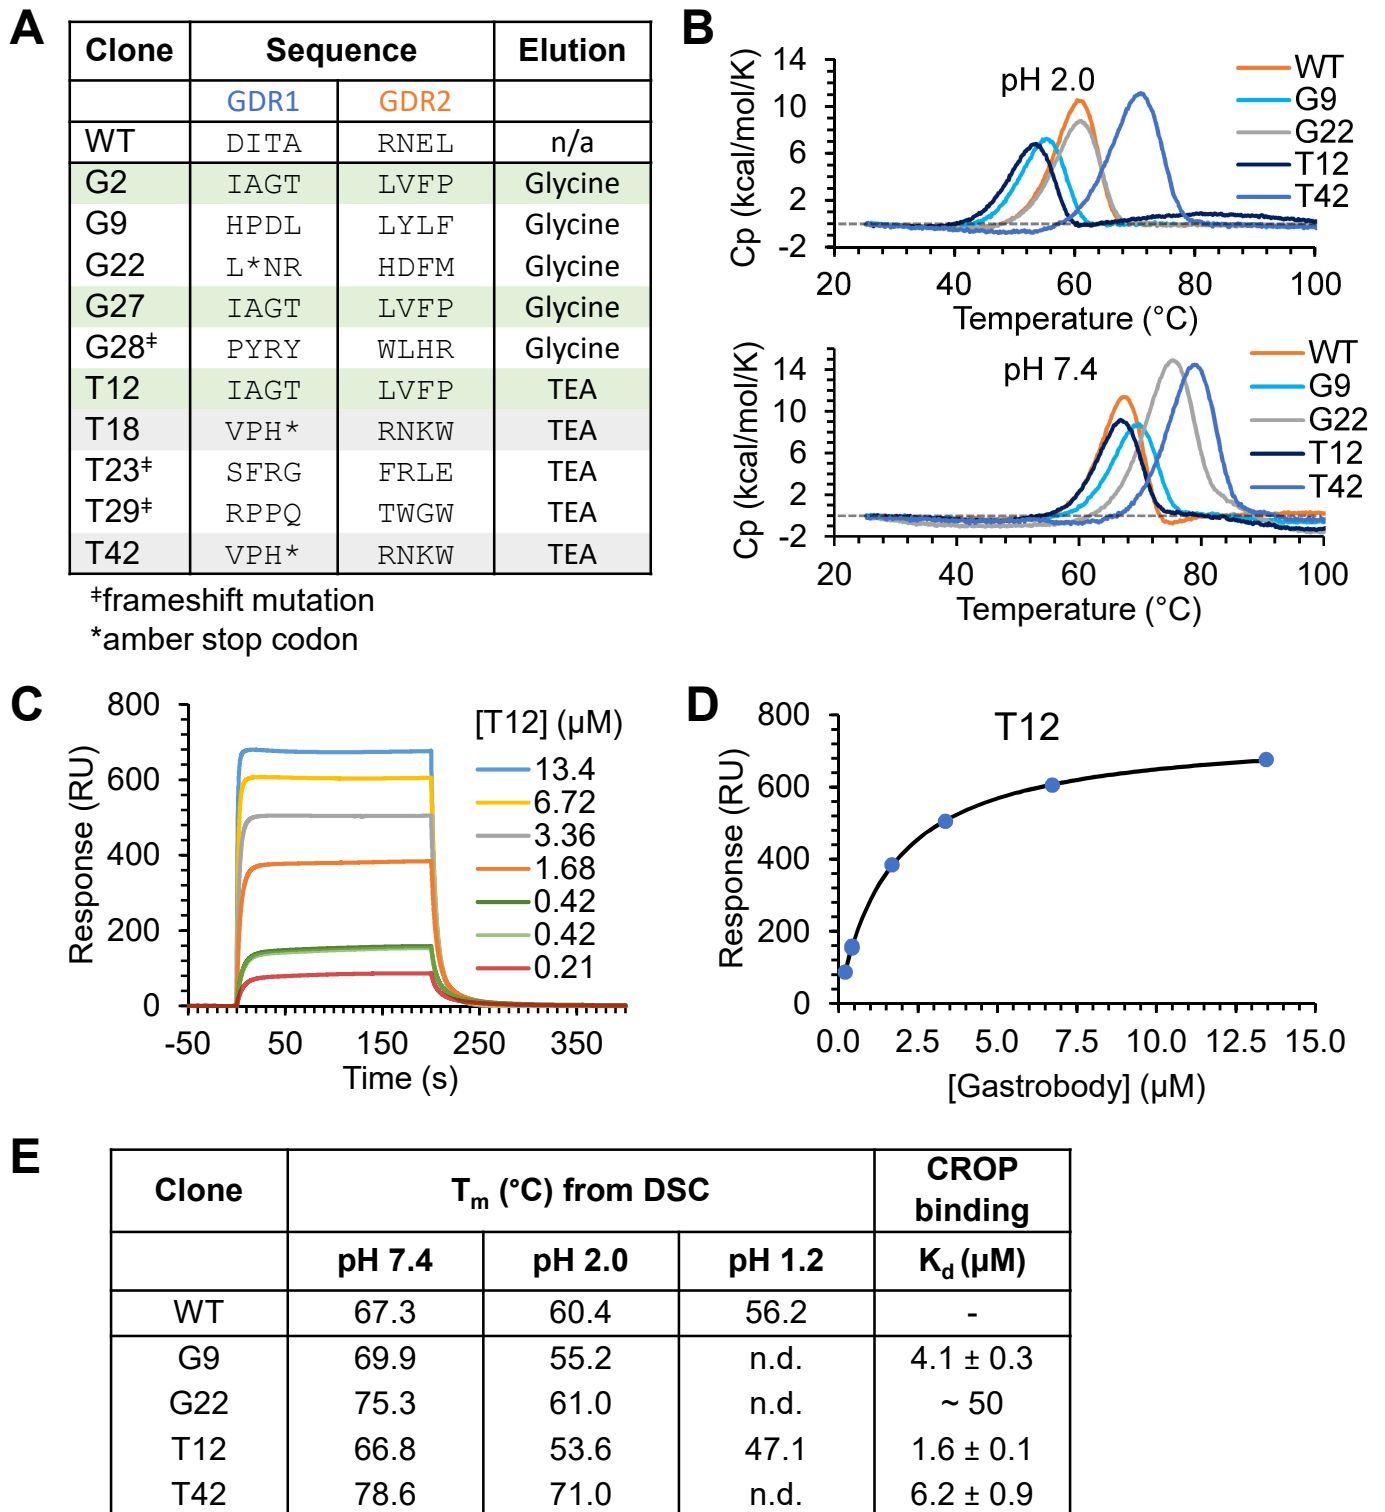 A
Clone Sequence Elution
GDR1 GDR2
WT DITA RNEL n/a
G2 IAGT LVFP Glycine
G9 HPDL LYLF Glycine
G22 L*NR HDFM Glycine
G27 IAGT LVFP Glycine
G28‡ PYRY WLHR Glycine
T12 IAGT LVFP TEA
T18 VPH* RNKW TEA
T23‡ SFRG FRLE TEA
T29‡ RPPQ TWGW TEA
T42 VPH* RNKW TEA
‡frameshift mutation
*amber stop codon
B
pH 2.0
Cp (kcal/mol/K)
14
10
6
2
-2
20 40 60 80 100
Temperature (°C)
WT
G9
G22
T12
T42
pH 7.4
Cp (kcal/mol/K)
14
10
6
2
-2
20 40 60 80 100
Temperature (°C)
WT
G9
G22
T12
T42
C
Response (RU)
800
600
400
200
0
-50 50 150 250 350
Time (s)
[T12] (µM)
13.4
6.72
3.36
1.68
0.42
0.42
0.21
D
T12
Response (RU)
800
600
400
200
0
0.0 2.5 5.0 7.5 10.0 12.5 15.0
[Gastrobody] (µM)
E
Clone Tm (°C) from DSC CROP
binding
pH 7.4 pH 2.0 pH 1.2 Kd (µM)
WT 67.3 60.4 56.2 -
G9 69.9 55.2 n.d. 4.1 ± 0.3
G22 75.3 61.0 n.d. ~ 50
T12 66.8 53.6 47.1 1.6 ± 0.1
T42 78.6 71.0 n.d. 6.2 ± 0.9